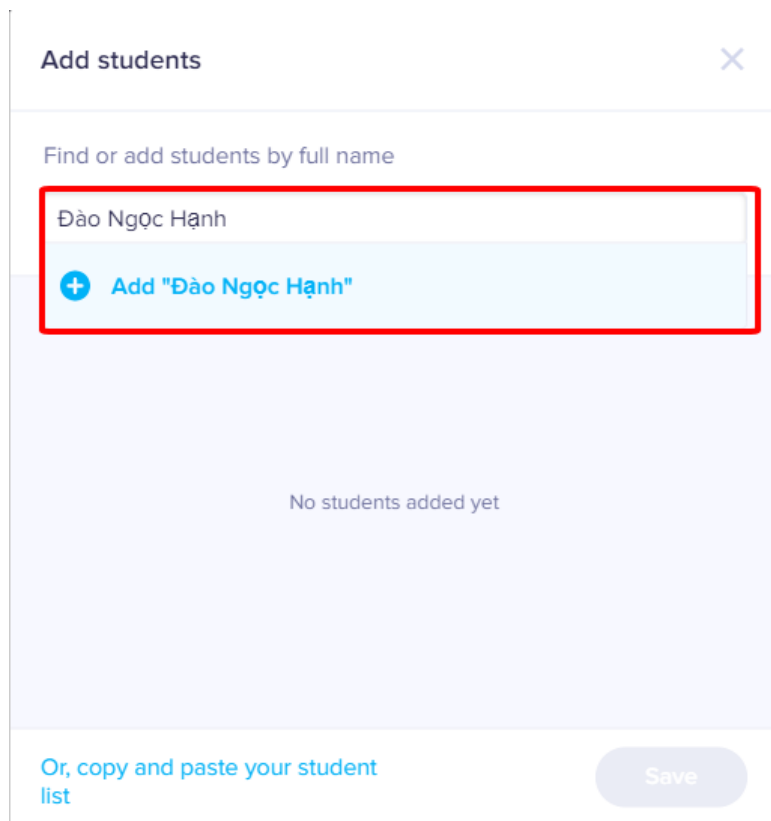 Add students
Find or add students by full name
Đào Ngọc Hạnh
Add "Đào Ngọc Hạnh"
No students added yet
Or, copy and paste your student
list
Save